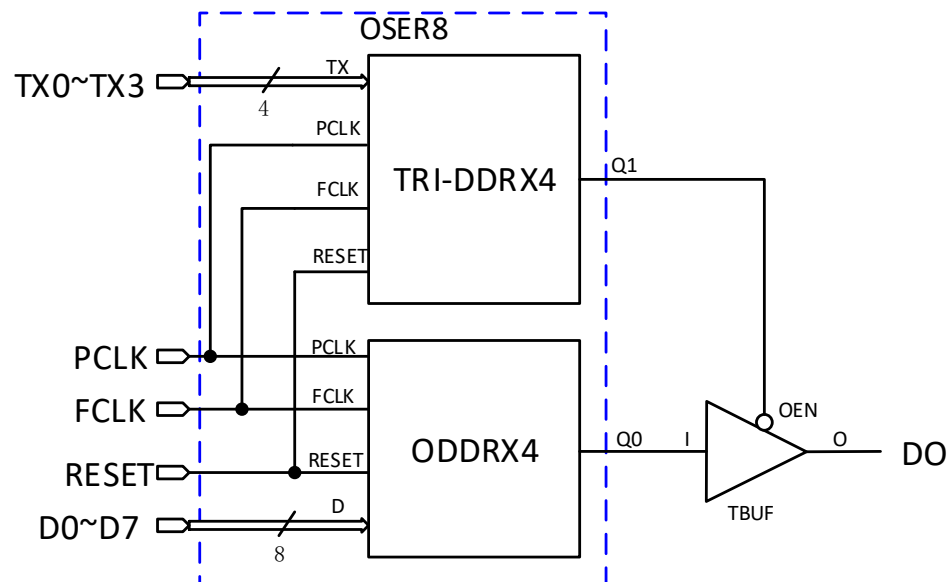 OSER8
TX0~TX3
TX
4
PCLK
FCLK
RESET
TRI-DDRX4
Q1
PCLK
PCLK
FCLK
FCLK
RESET
RESET
D0~D7
D
8
ODDRX4
Q0
I
OEN
O
DO
TBUF